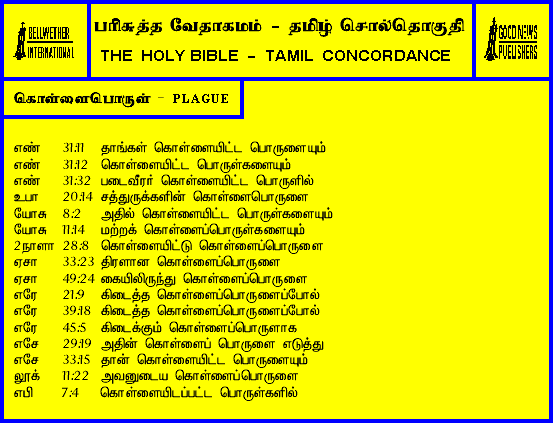 BELLWETHER
INTERNATIONAL
பரிசுத்த வேதாகமம் - தமிழ் சொல்தொகுதி
THE HOLY BIBLE - TAMIL CONCORDANCE
GOOD NEWS
PUBLISHERS
கொள்ளைபொருள் - PLAGUE
எண் 31:11 தாங்கள் கொள்ளையிட்ட பொருளையும்
எண் 31:12 கொள்ளையிட்ட பொருள்களையும்
எண் 31:32 படைவீரர் கொள்ளையிட்ட பொருளில்
உபா 20:14 சத்துருக்களின் கொள்ளைபொருளை
யோசு 8:2 அதில் கொள்ளையிட்ட பொருள்களையும்
யோசு 11:14 மற்றக் கொள்ளைப்பொருள்களையும்
2நாளா 28:8 கொள்ளையிட்டு கொள்ளைப்பொருளை
ஏசா 33:23 திரளான கொள்ளைப்பொருளை
ஏசா 49:24 கையிலிருந்து கொள்ளைப்பொருளை
எரே 21:9 கிடைத்த கொள்ளைப்பொருளைப்போல்
எரே 39:18 கிடைத்த கொள்ளைப்பொருளைப்போல்
எரே 45:5 கிடைக்கும் கொள்ளைப்பொருளாக
எசே 29:19 அதின் கொள்ளைப் பொருளை எடுத்து
எசே 33:15 தான் கொள்ளையிட்ட பொருளையும்
லூக் 11:22 அவனுடைய கொள்ளைப்பொருளை
எபி 7:4 கொள்ளையிடப்பட்ட பொருள்களில்